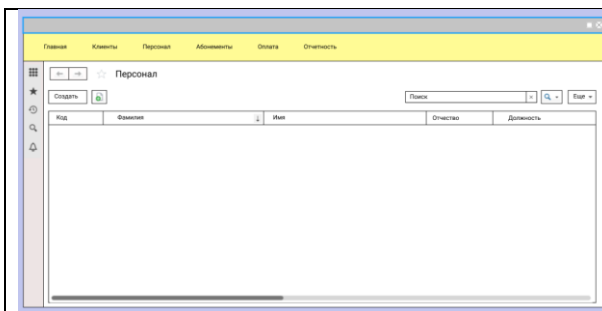 Главная Клиенты Персонал Абонементы Оплата Отчетность
Персонал
Создать Поиск Еще
Код Фамилия Имя Отчество Должность